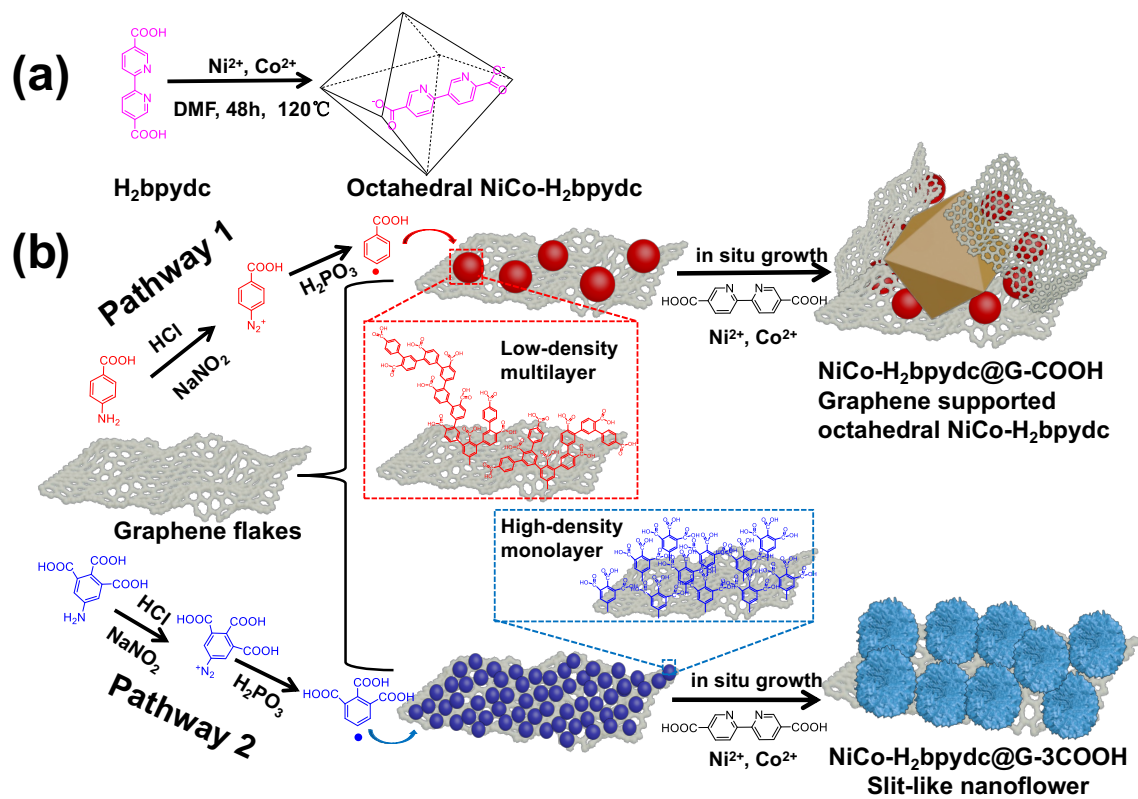 (a)
COOH
N
N
COOH
Ni²⁺, Co²⁺
DMF, 48h, 120℃
H₂bpydc
Octahedral NiCo-H₂bpydc
(b)
Pathway 1
COOH
NH₂
HCl
NaNO₂
COOH
N₂⁺
H₂PO₃
COOH
in situ growth
HOOC
N
N
COOH
Ni²⁺, Co²⁺
Low-density
multilayer
NiCo-H₂bpydc@G-COOH
Graphene supported
octahedral NiCo-H₂bpydc
Graphene flakes
High-density
monolayer
COOH
HOOC
COOH
NH₂
HCl
NaNO₂
HOOC
COOH
COOH
N₂⁺
H₂PO₃
Pathway 2
COOH
HOOC
COOH
in situ growth
HOOC
N
N
COOH
Ni²⁺, Co²⁺
NiCo-H₂bpydc@G-3COOH
Slit-like nanoflower